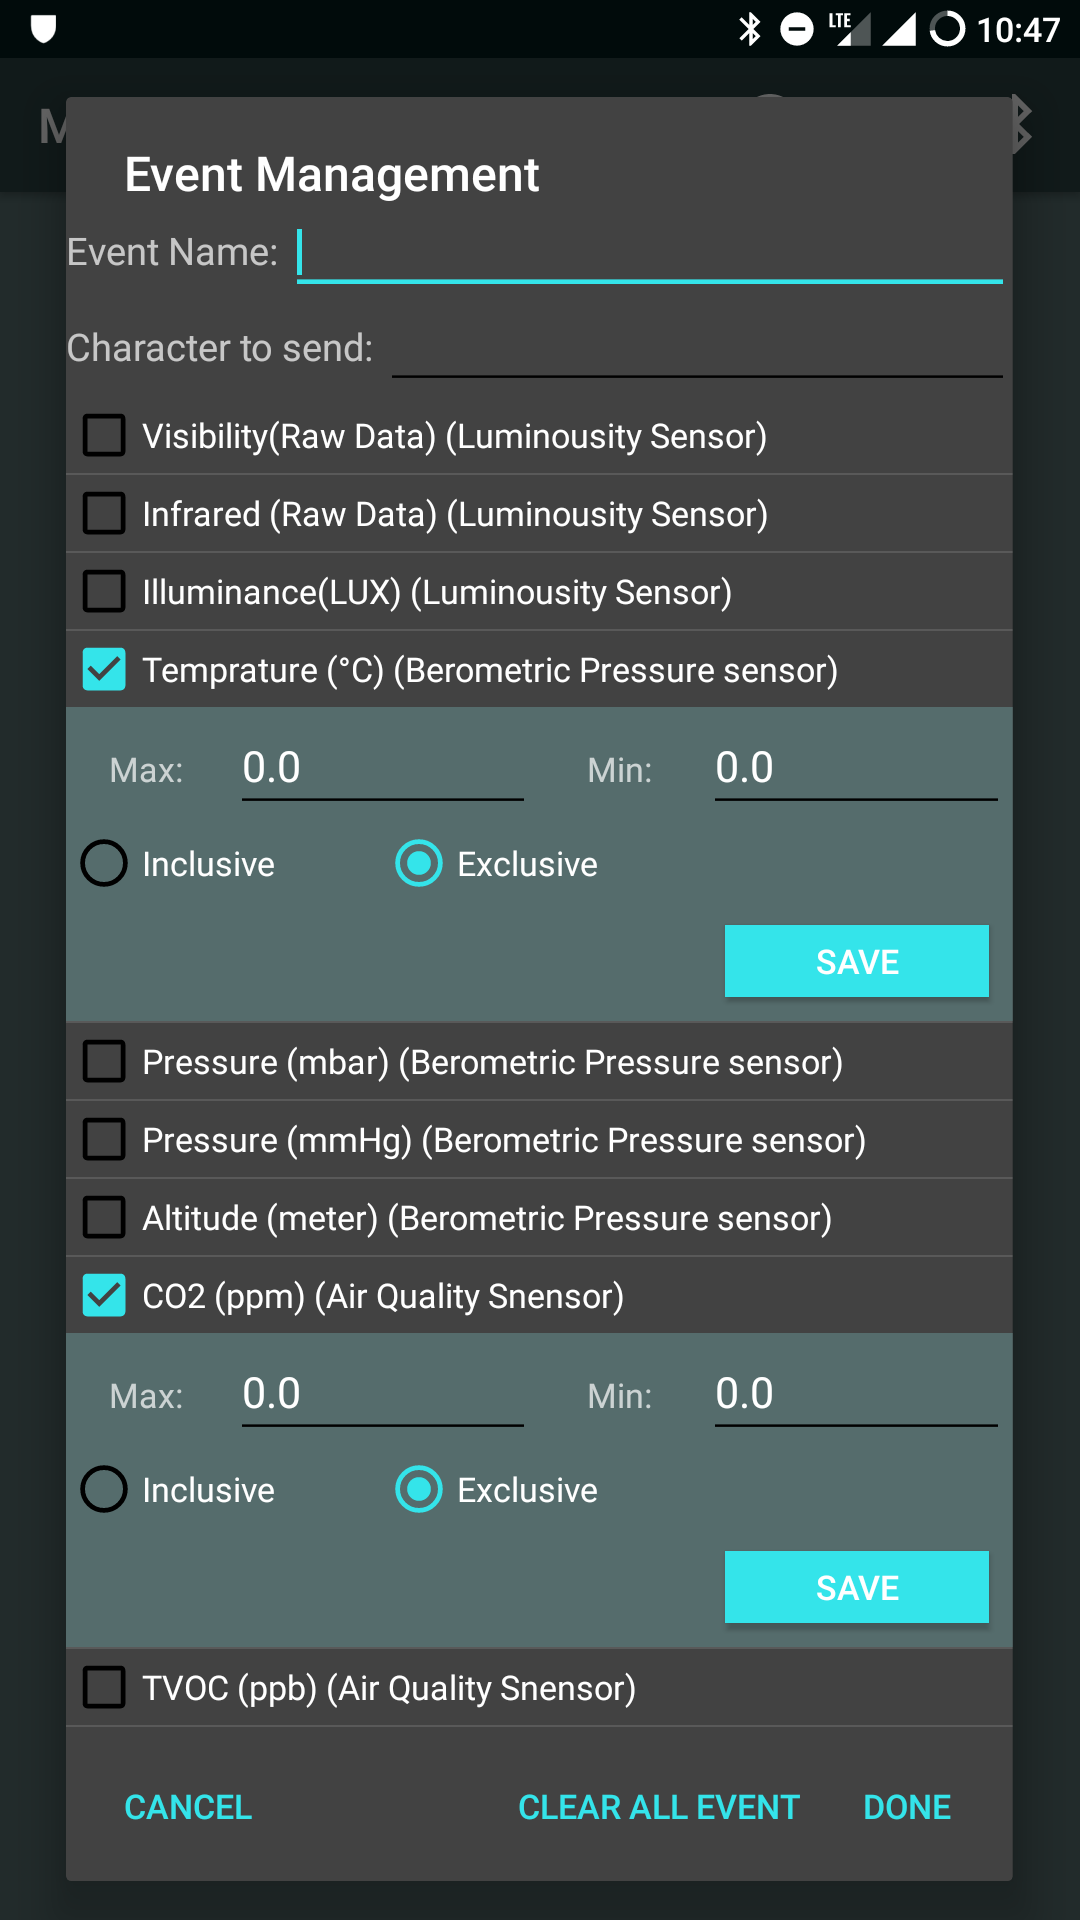 LTE 10:47
M
Event Management
Event Name:
Character to send:
Visibility(Raw Data) (Luminousity Sensor)
Infrared (Raw Data) (Luminousity Sensor)
Illuminance(LUX) (Luminousity Sensor)
Temprature (°C) (Berometric Pressure sensor)
Max: 0.0 Min: 0.0
Inclusive Exclusive
SAVE
Pressure (mbar) (Berometric Pressure sensor)
Pressure (mmHg) (Berometric Pressure sensor)
Altitude (meter) (Berometric Pressure sensor)
CO2 (ppm) (Air Quality Snensor)
Max: 0.0 Min: 0.0
Inclusive Exclusive
SAVE
TVOC (ppb) (Air Quality Snensor)
CANCEL CLEAR ALL EVENT DONE